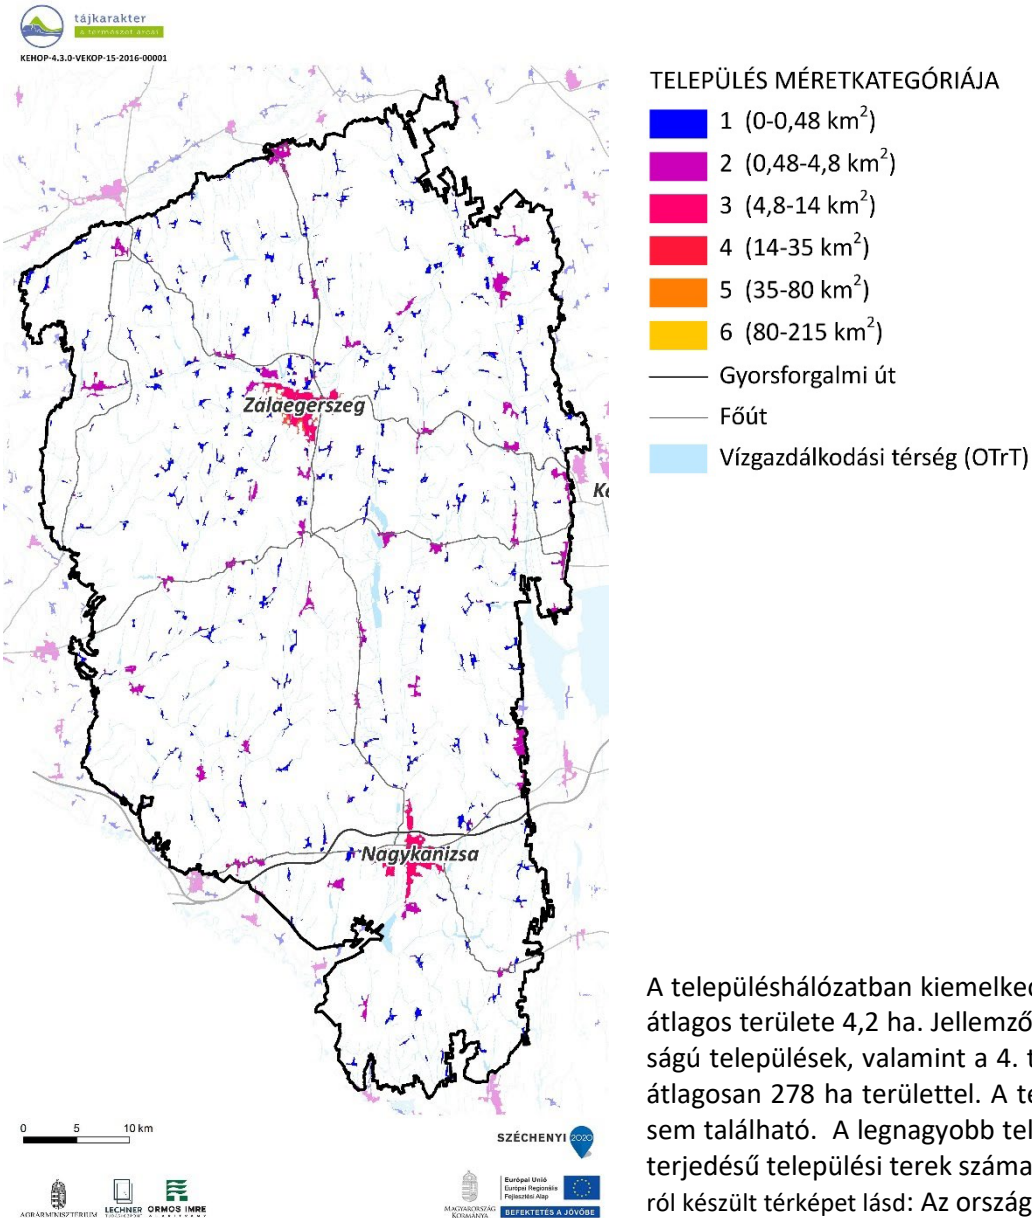 tájkarakter
a természet arcai
KEHOP-4.3.0-VEKOP-15-2016-00001
TELEPÜLÉS MÉRETKATEGÓRIÁJA
1 (0-0,48 km²)
2 (0,48-4,8 km²)
3 (4,8-14 km²)
4 (14-35 km²)
5 (35-80 km²)
6 (80-215 km²)
Gyorsforgalmi út
Főút
Vízgazdálkodási térség (OTrT)
Zalaegerszeg
Ke
Nagykanizsa
A településhálózatban kiemelked
átlagos területe 4,2 ha. Jellemző
ságú települések, valamint a 4. t
átlagosan 278 ha területtel. A te
sem található. A legnagyobb tel
terjedésű települési terek száma
ról készült térképet lásd: Az ország
0 5 10 km
SZÉCHENYI 2020
AGRÁRMINISZTÉRIUM
LECHNER
ORMOS IMRE
MAGYARORSZÁG
KORMÁNYA
Európai Unió
Európai Regionális
Fejlesztési Alap
BEFEKTETÉS A JÖVŐBE